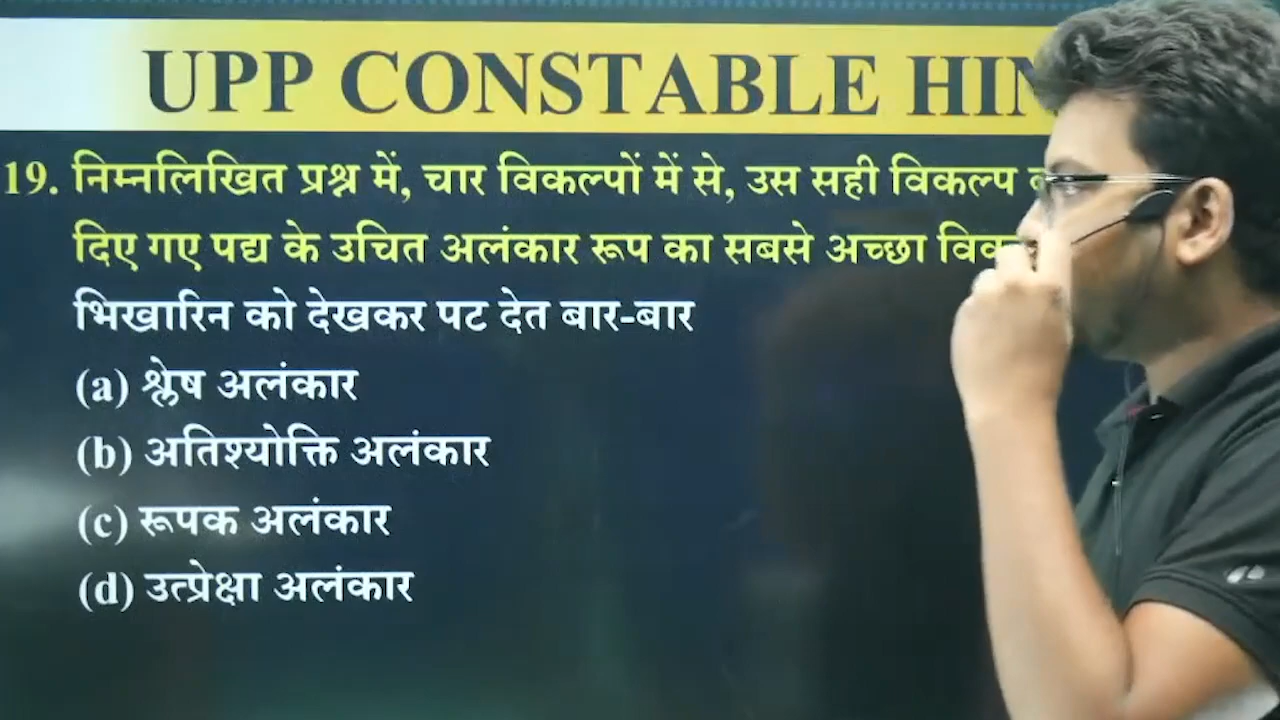 UPP CONSTABLE
19. निम्नलिखित प्रश्न में, चार विकल्पों में से, उस सही विकल्प
दिए गए पद्य के उचित अलंकार रूप का सबसे अच्छा
भिखारिन को देखकर पट देत बार-बार
(a) श्लेष अलंकार
(b) अतिश्योक्ति अलंकार
(c) रूपक अलंकार
(d) उत्प्रेक्षा अलंकार